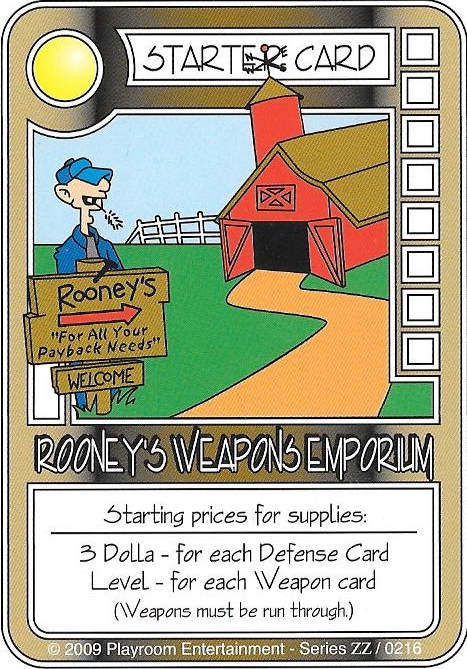 STARTER CARD
N E
W S
Rooney's
"For All Your
Payback Needs"
WELCOME
ROONEY'S WEAPONS EMPORIUM
Starting prices for supplies:
3 Dolla - for each Defense Card
Level - for each Weapon card
(Weapons must be run through.)
© 2009 Playroom Entertainment - Series ZZ / 0216